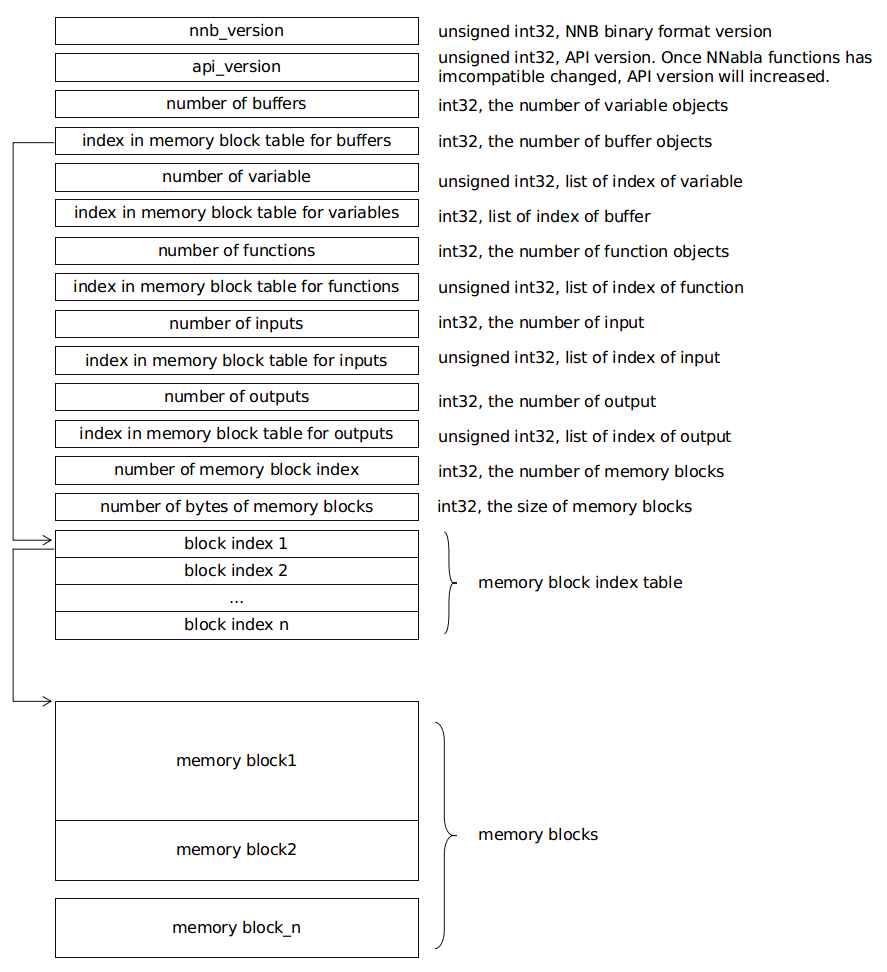 nnb_version
unsigned int32, NNB binary format version
api_version
unsigned int32, API version. Once NNabla functions has
imcompatible changed, API version will increased.
number of buffers
int32, the number of variable objects
index in memory block table for buffers
int32, the number of buffer objects
number of variable
unsigned int32, list of index of variable
index in memory block table for variables
int32, list of index of buffer
number of functions
int32, the number of function objects
index in memory block table for functions
unsigned int32, list of index of function
number of inputs
int32, the number of input
index in memory block table for inputs
unsigned int32, list of index of input
number of outputs
int32, the number of output
index in memory block table for outputs
unsigned int32, list of index of output
number of memory block index
int32, the number of memory blocks
number of bytes of memory blocks
int32, the size of memory blocks
block index 1
block index 2
...
block index n
memory block index table
memory block1
memory block2
memory block_n
memory blocks